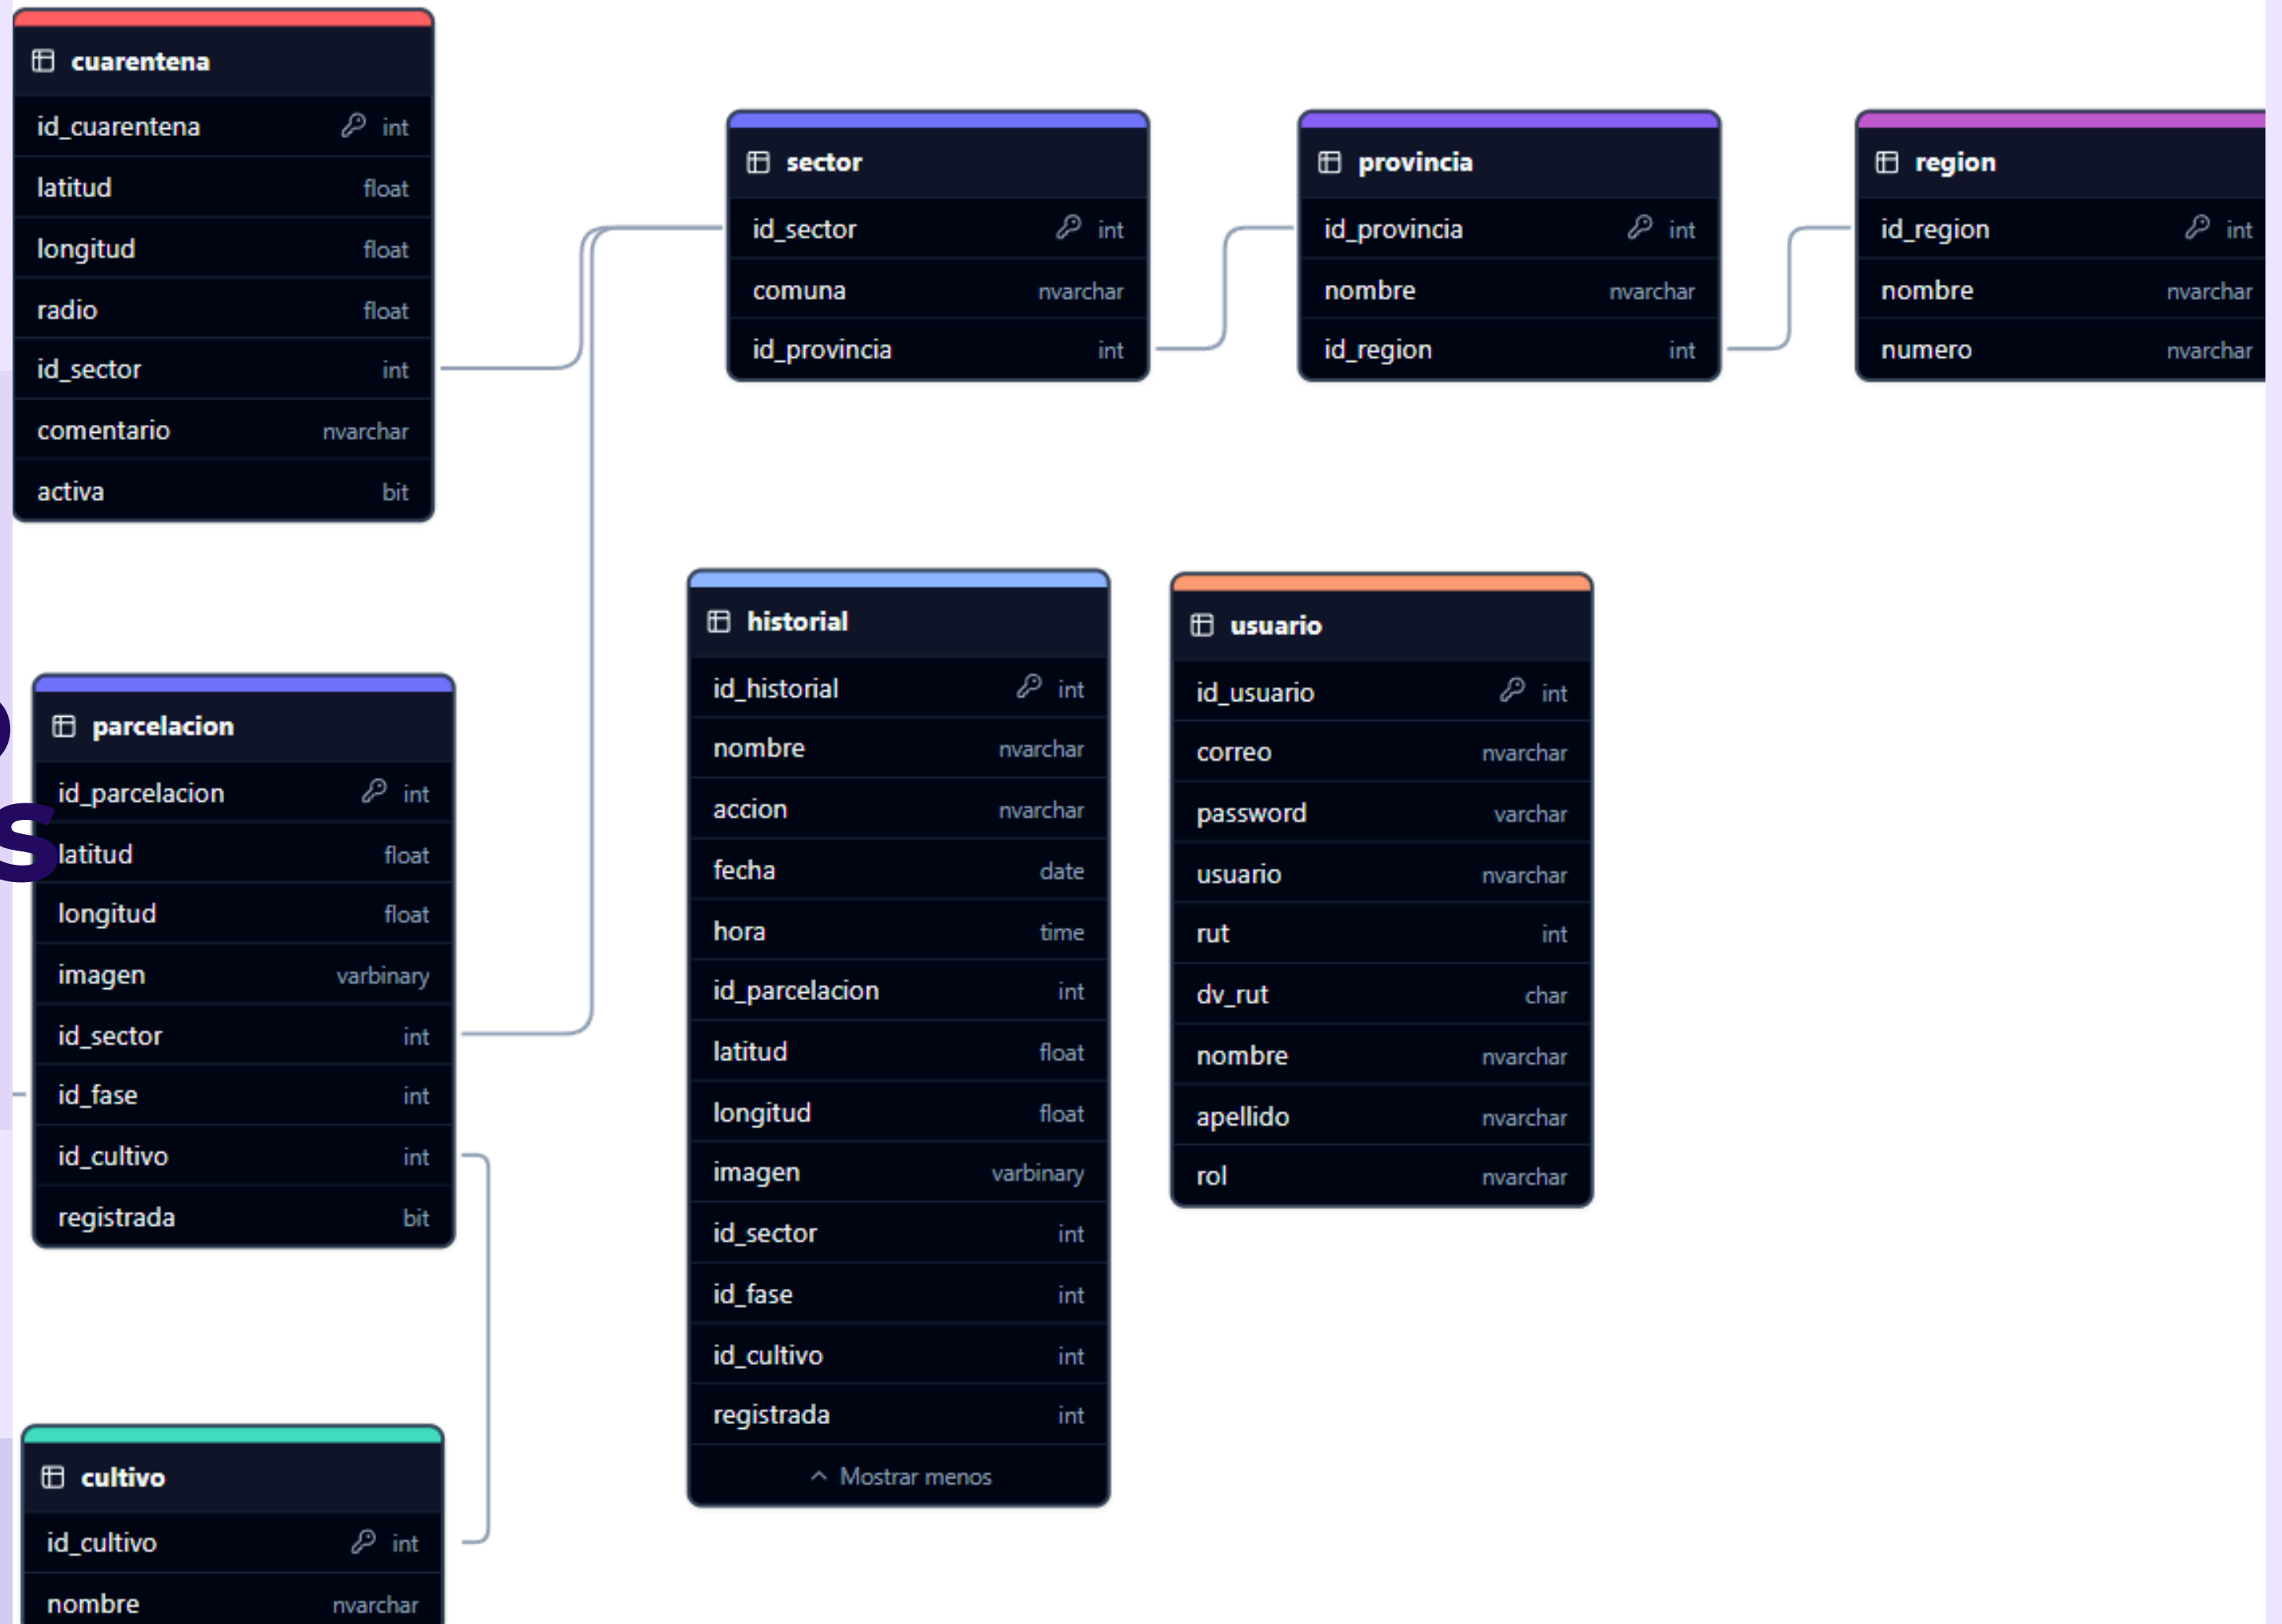 cuarentena
id_cuarentena int
latitud float
longitud float
radio float
id_sector int
comentario nvarchar
activa bit
sector
id_sector int
comuna nvarchar
id_provincia int
provincia
id_provincia int
nombre nvarchar
id_region int
region
id_region int
nombre nvarchar
numero nvarchar
parcelacion
id_parcelacion int
latitud float
longitud float
imagen varbinary
id_sector int
id_fase int
id_cultivo int
registrada bit
s
historial
id_historial int
nombre nvarchar
accion nvarchar
fecha date
hora time
id_parcelacion int
latitud float
longitud float
imagen varbinary
id_sector int
id_fase int
id_cultivo int
registrada int
Mostrar menos
usuario
id_usuario int
correo nvarchar
password varchar
usuario nvarchar
rut int
dv_rut char
nombre nvarchar
apellido nvarchar
rol nvarchar
cultivo
id_cultivo int
nombre nvarchar